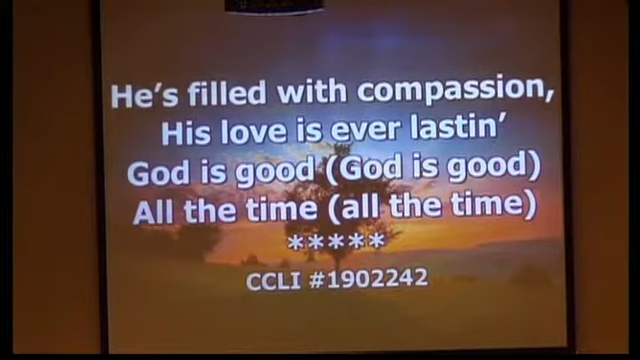 He's filled with compassion,
His love is ever lastin'
God is good (God is good)
All the time (all the time)
*****
CCLI #1902242